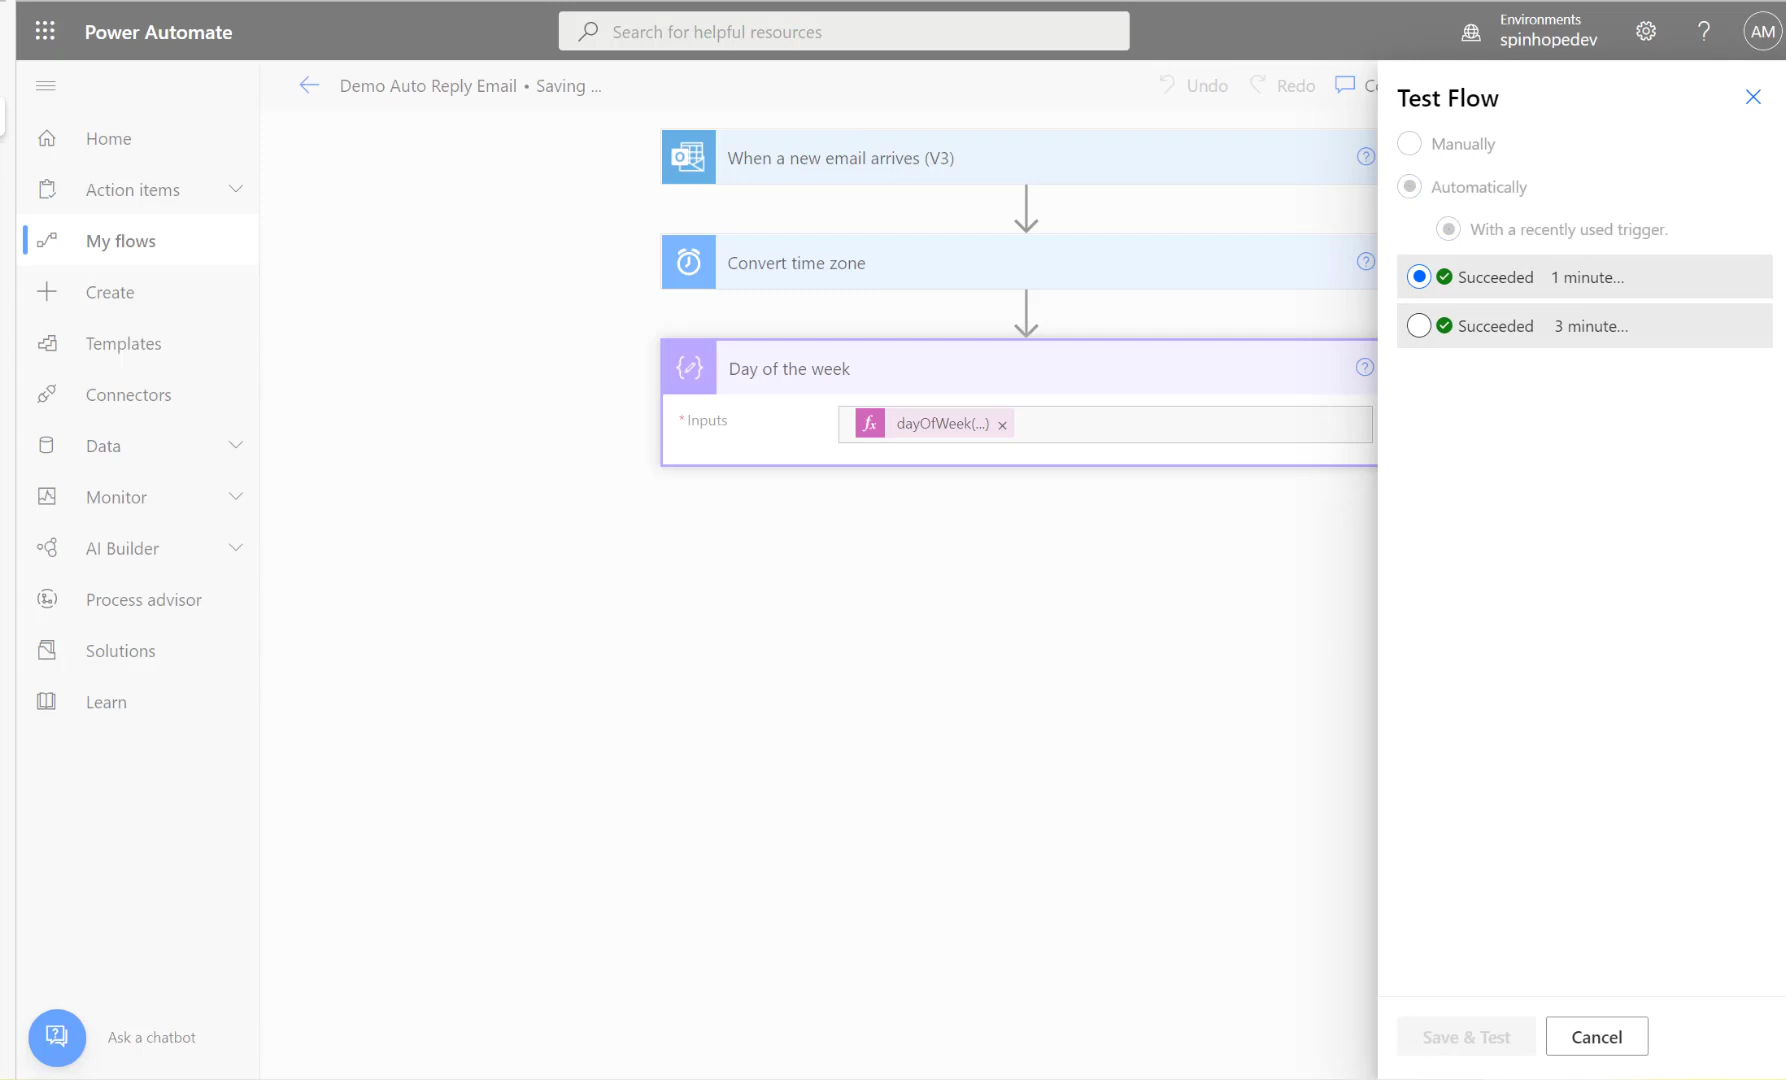 Power Automate
Search for helpful resources
Environments
spinhopedev
?
AM
Demo Auto Reply Email • Saving ...
Undo
Redo
Home
Action items
My flows
Create
Templates
Connectors
Data
Monitor
AI Builder
Process advisor
Solutions
Learn
Ask a chatbot
When a new email arrives (V3)
Convert time zone
Day of the week
* Inputs
fx dayOfWeek(...) ×
Test Flow
Manually
Automatically
With a recently used trigger.
Succeeded 1 minute...
Succeeded 3 minute...
Save & Test
Cancel